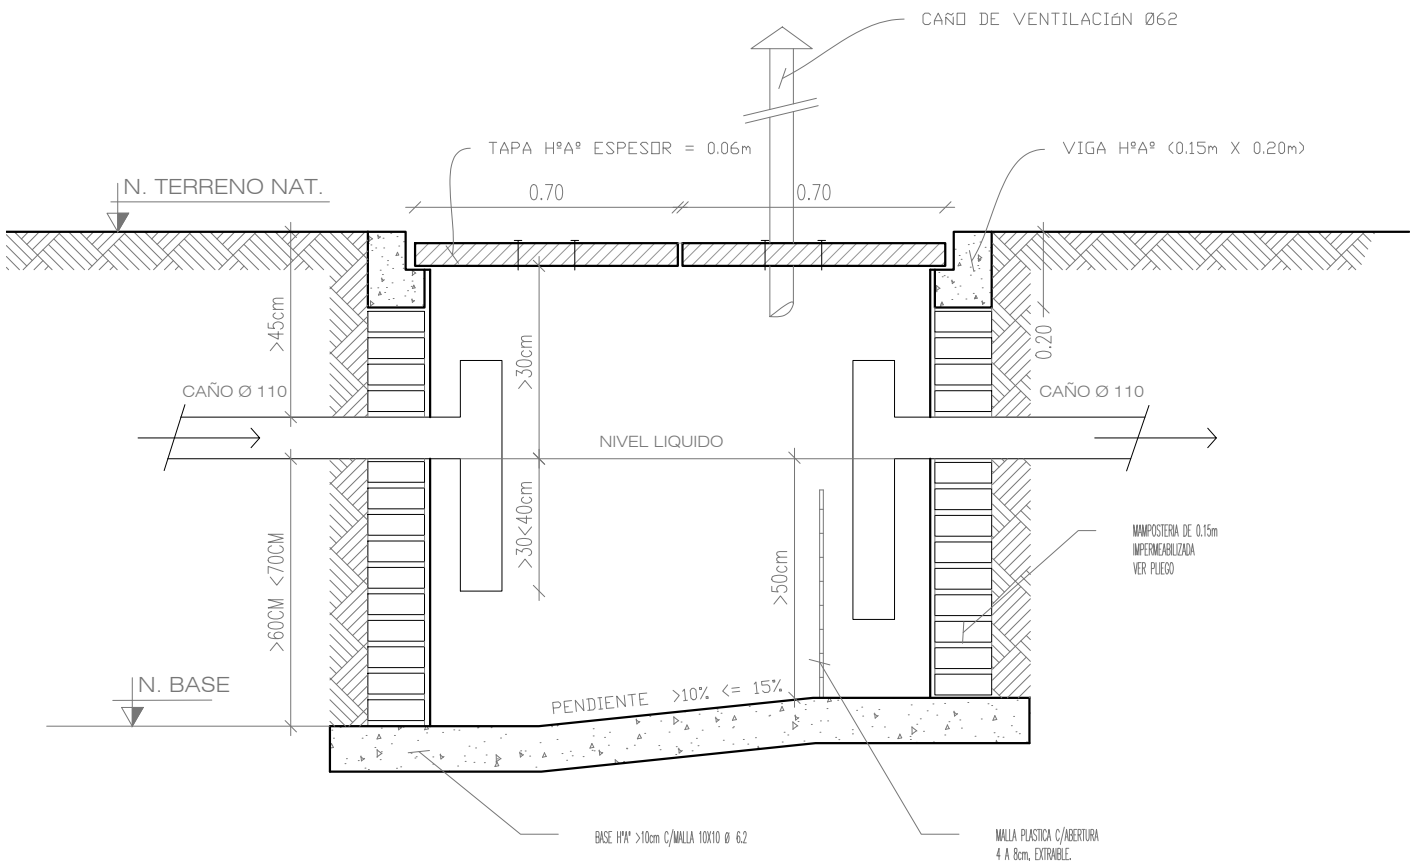 CAÑO DE VENTILACIóN Ø62
TAPA HºAº ESPESOR = 0.06m
VIGA HºAº (0.15m X 0.20m)
N. TERRENO NAT.
0.70
0.70
>45cm
>30cm
0.20
CAÑO Ø 110
CAÑO Ø 110
NIVEL LIQUIDO
>30<40cm
>60CM <70CM
>50cm
MAMPOSTERIA DE 0.15m
IMPERMEABILIZADA
VER PLIEGO
N. BASE
PENDIENTE >10% <= 15%
BASE HºAº >10cm C/MALLA 10X10 Ø 6.2
MALLA PLASTICA C/ABERTURA
4 A 8cm, EXTRAIBLE.